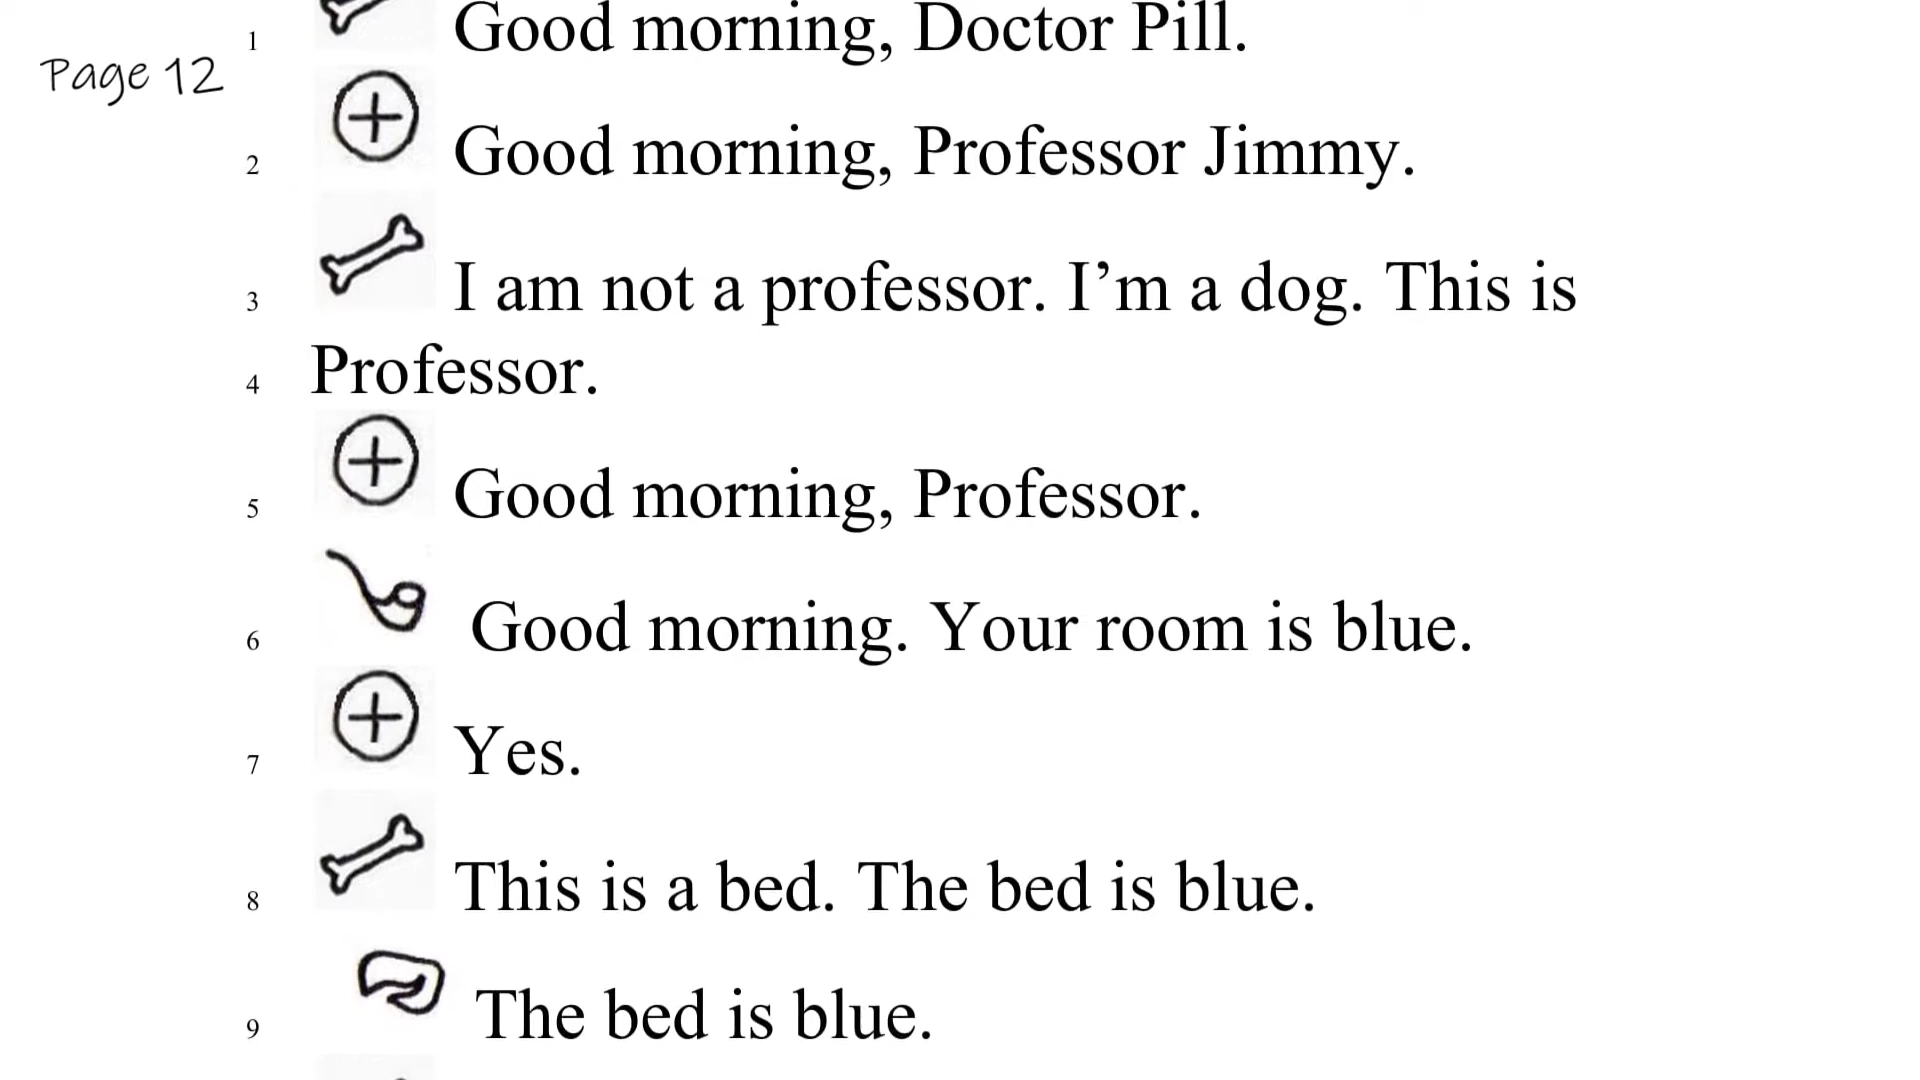 1 Good morning, Doctor Pill.
Page 12
2 Good morning, Professor Jimmy.
3 I am not a professor. I’m a dog. This is
4 Professor.
5 Good morning, Professor.
6 Good morning. Your room is blue.
7 Yes.
8 This is a bed. The bed is blue.
9 The bed is blue.